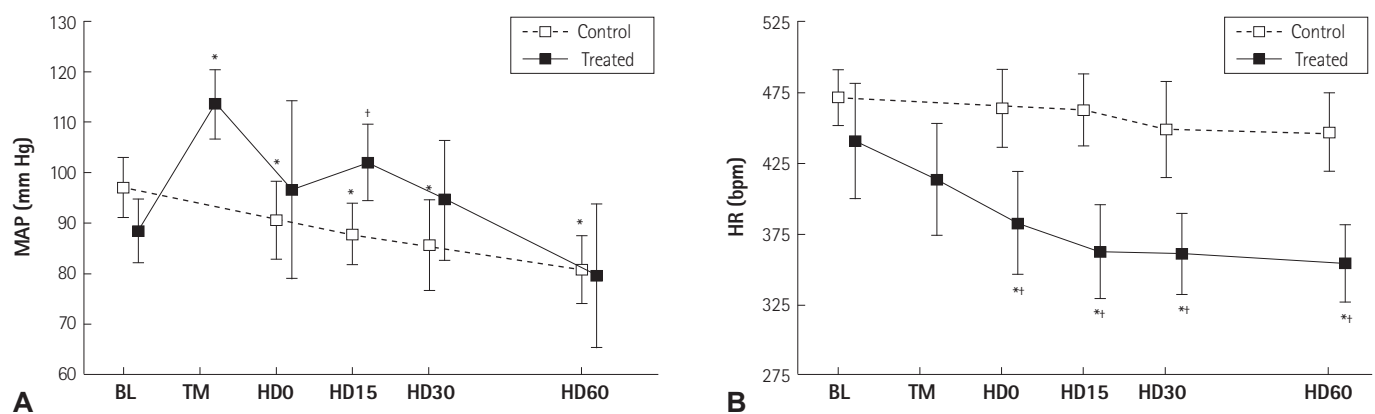 130
120
110
100
90
80
70
60
MAP (mm Hg)
Control
Treated
*
*
†
*
*
*
BL
TM
HD0
HD15
HD30
HD60
A
525
475
425
375
325
275
HR (bpm)
Control
Treated
*†
*†
*†
*†
BL
TM
HD0
HD15
HD30
HD60
B